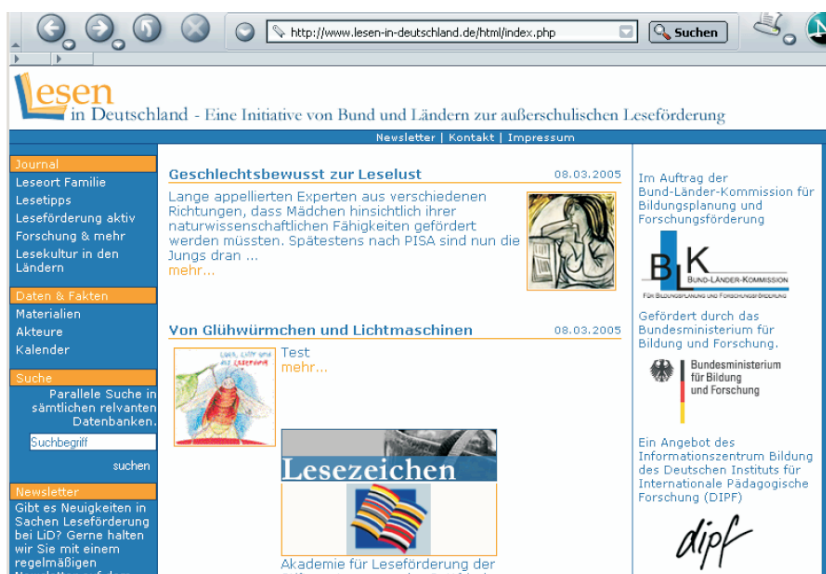 http://www.lesen-in-deutschland.de/html/index.php
Suchen
N
Lesen
in Deutschland - Eine Initiative von Bund und Ländern zur außerschulischen Leseförderung
Newsletter | Kontakt | Impressum
Journal
Leseort Familie
Lesetipps
Leseförderung aktiv
Forschung & mehr
Lesekultur in den
Ländern
Daten & Fakten
Materialien
Akteure
Kalender
Suche
Parallele Suche in
sämtlichen relvanten
Datenbanken.
Suchbegriff
suchen
Newsletter
Gibt es Neuigkeiten in
Sachen Leseförderung
bei LiD? Gerne halten
wir Sie mit einem
regelmäßigen
Geschlechtsbewusst zur Leselust 08.03.2005
Lange appellierten Experten aus verschiedenen
Richtungen, dass Mädchen hinsichtlich ihrer
naturwissenschaftlichen Fähigkeiten gefördert
werden müssten. Spätestens nach PISA sind nun die
Jungs dran ...
mehr...
Von Glühwürmchen und Lichtmaschinen 08.03.2005
Test
mehr...
Lesezeichen
Akademie für Leseförderung der
Im Auftrag der
Bund-Länder-Kommission für
Bildungsplanung und
Forschungsförderung
BLK
BUND-LÄNDER-KOMMISSION
FÜR BILDUNGSPLANUNG UND FORSCHUNGSFÖRDERUNG
Gefördert durch das
Bundesministerium für
Bildung und Forschung.
Bundesministerium
für Bildung
und Forschung
Ein Angebot des
Informationszentrum Bildung
des Deutschen Instituts für
Internationale Pädagogische
Forschung (DIPF)
dipf